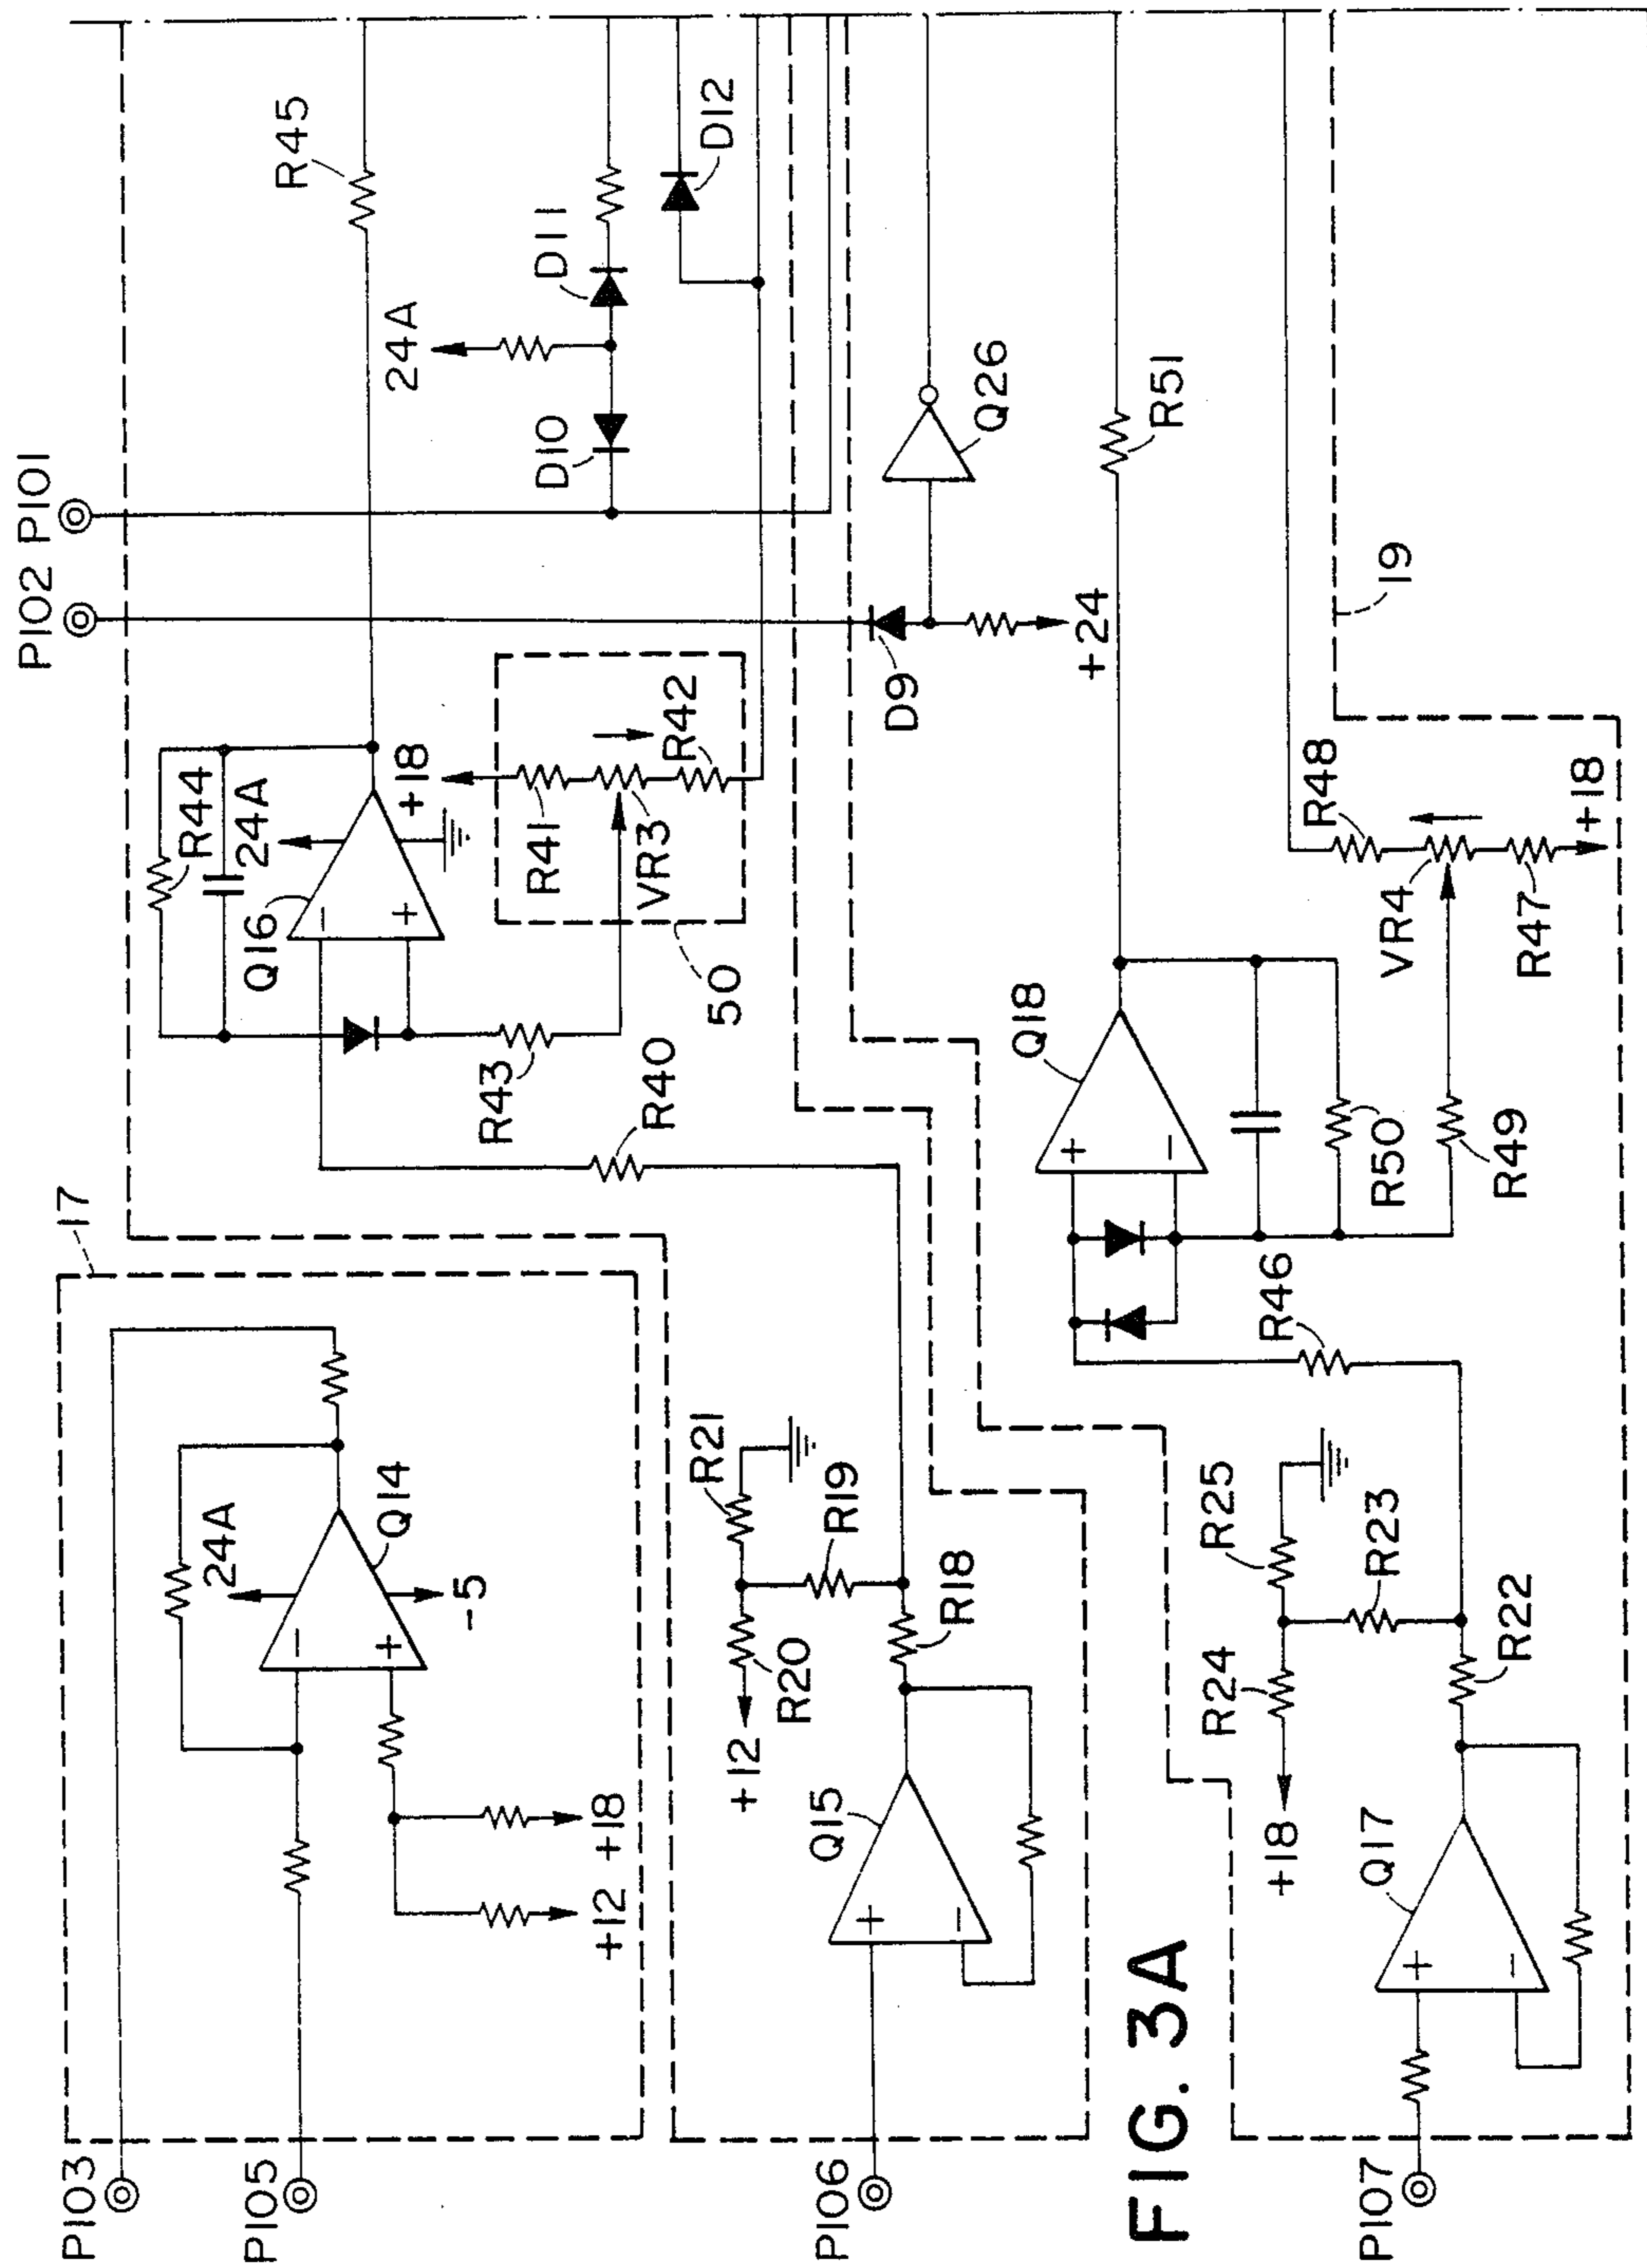 P102 P101
R45
24A
D11
D12
D10
R44
24A
+18
Q16
R41
R42
VR3
50
R43
R40
17
D9
+24
Q26
R51
19
P103
24A
Q14
-5
+12
+18
P105
R21
R19
+12
R20
R18
Q15
P106
Q18
R46
R50
R49
R48
VR4
R47
+18
R25
R23
R24
+18
R22
Q17
P107
FIG. 3A